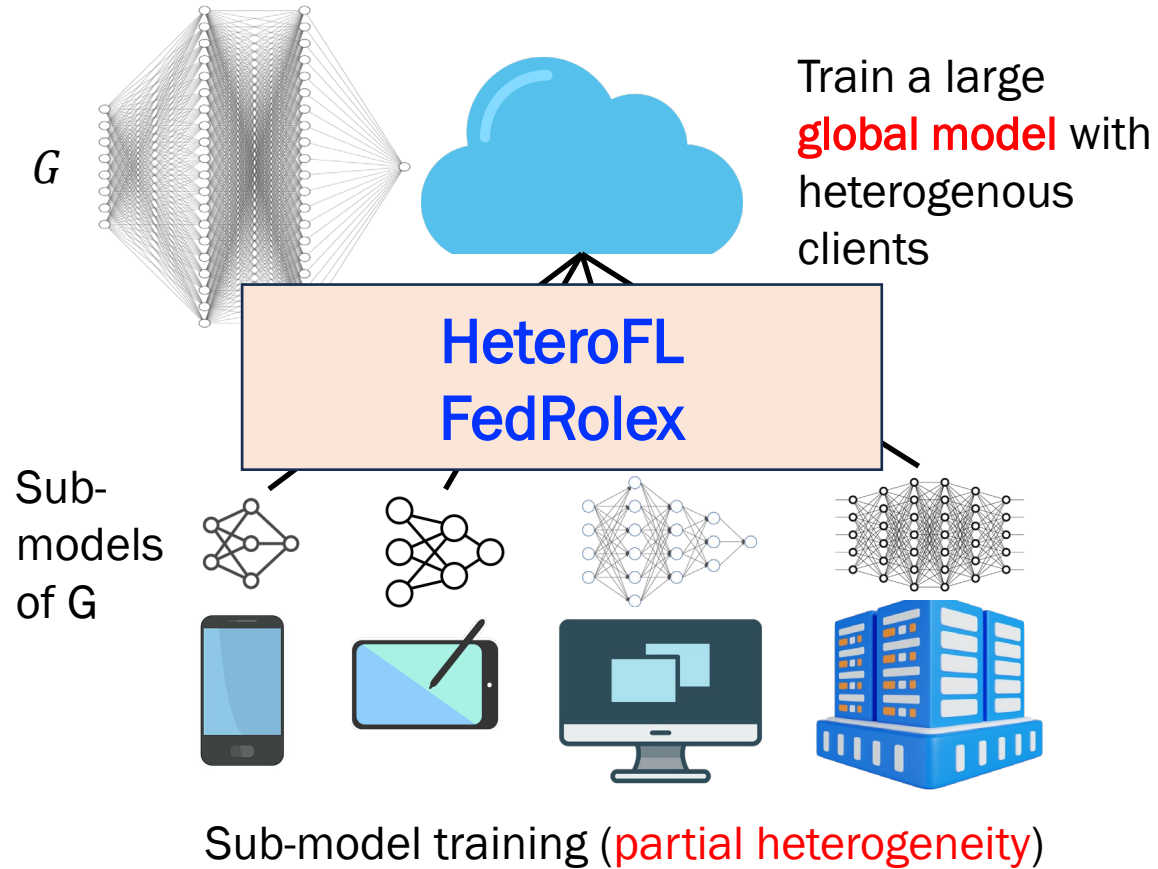 G
Train a large
global model with
heterogenous
clients
HeteroFL
FedRolex
Sub-
models
of G
Sub-model training (partial heterogeneity)